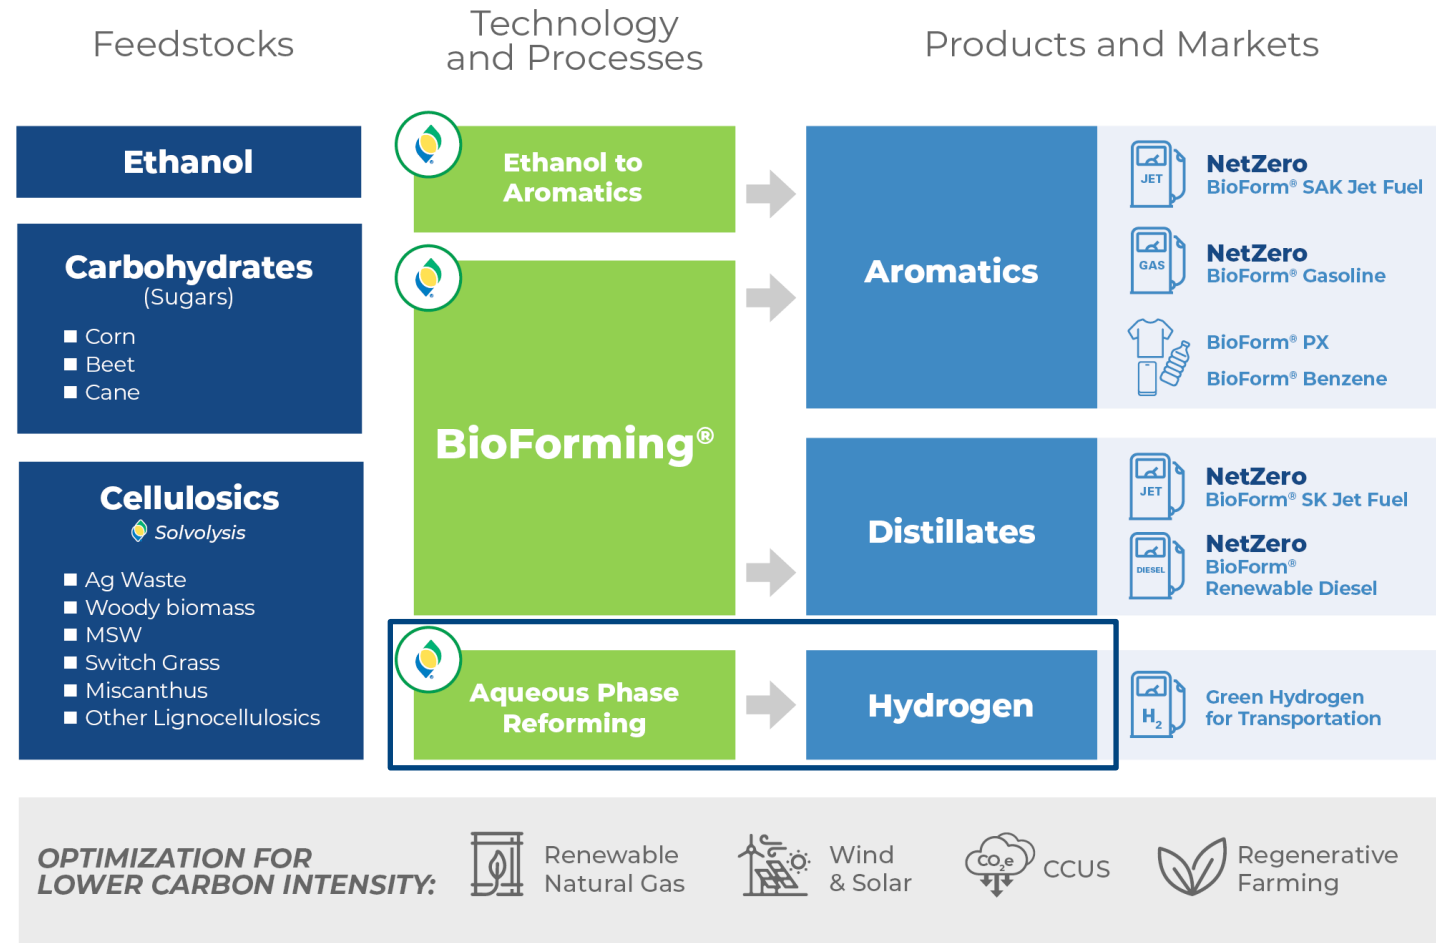 Feedstocks
Technology
and Processes
Products and Markets
Ethanol
Carbohydrates
(Sugars)
Corn
Beet
Cane
Cellulosics
Solvolysis
Ag Waste
Woody biomass
MSW
Switch Grass
Miscanthus
Other Lignocellulosics
Ethanol to
Aromatics
BioForming®
Aqueous Phase
Reforming
Aromatics
Distillates
Hydrogen
JET
NetZero
BioForm® SAK Jet Fuel
GAS
NetZero
BioForm® Gasoline
BioForm® PX
BioForm® Benzene
JET
NetZero
BioForm® SK Jet Fuel
DIESEL
NetZero
BioForm®
Renewable Diesel
H₂
Green Hydrogen
for Transportation
OPTIMIZATION FOR
LOWER CARBON INTENSITY:
Renewable
Natural Gas
Wind
& Solar
CO₂e
CCUS
Regenerative
Farming